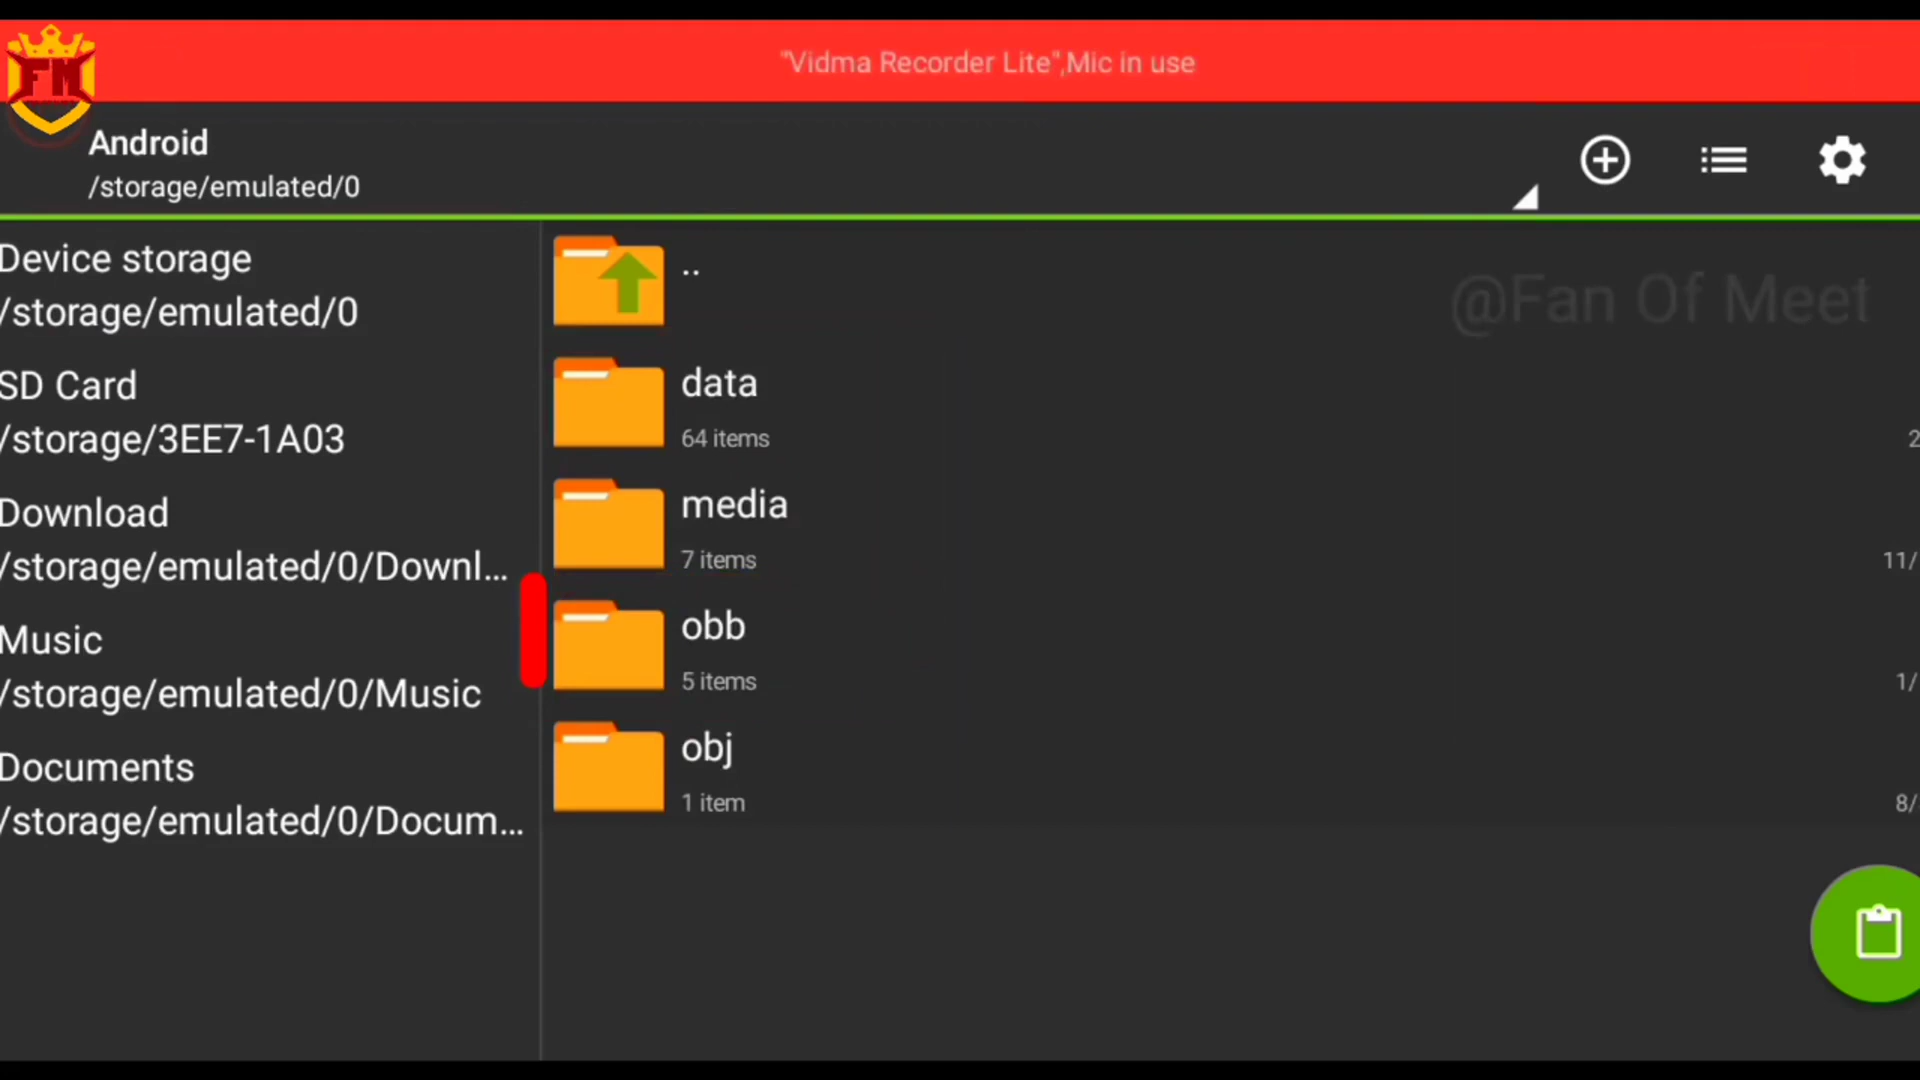 "Vidma Recorder Lite",Mic in use
FM
Android
/storage/emulated/0
Device storage
/storage/emulated/0
SD Card
/storage/3EE7-1A03
Download
/storage/emulated/0/Downl...
Music
/storage/emulated/0/Music
Documents
/storage/emulated/0/Docum...
..
@Fan Of Meet
data
64 items
2
media
7 items
11/
obb
5 items
1/
obj
1 item
8/